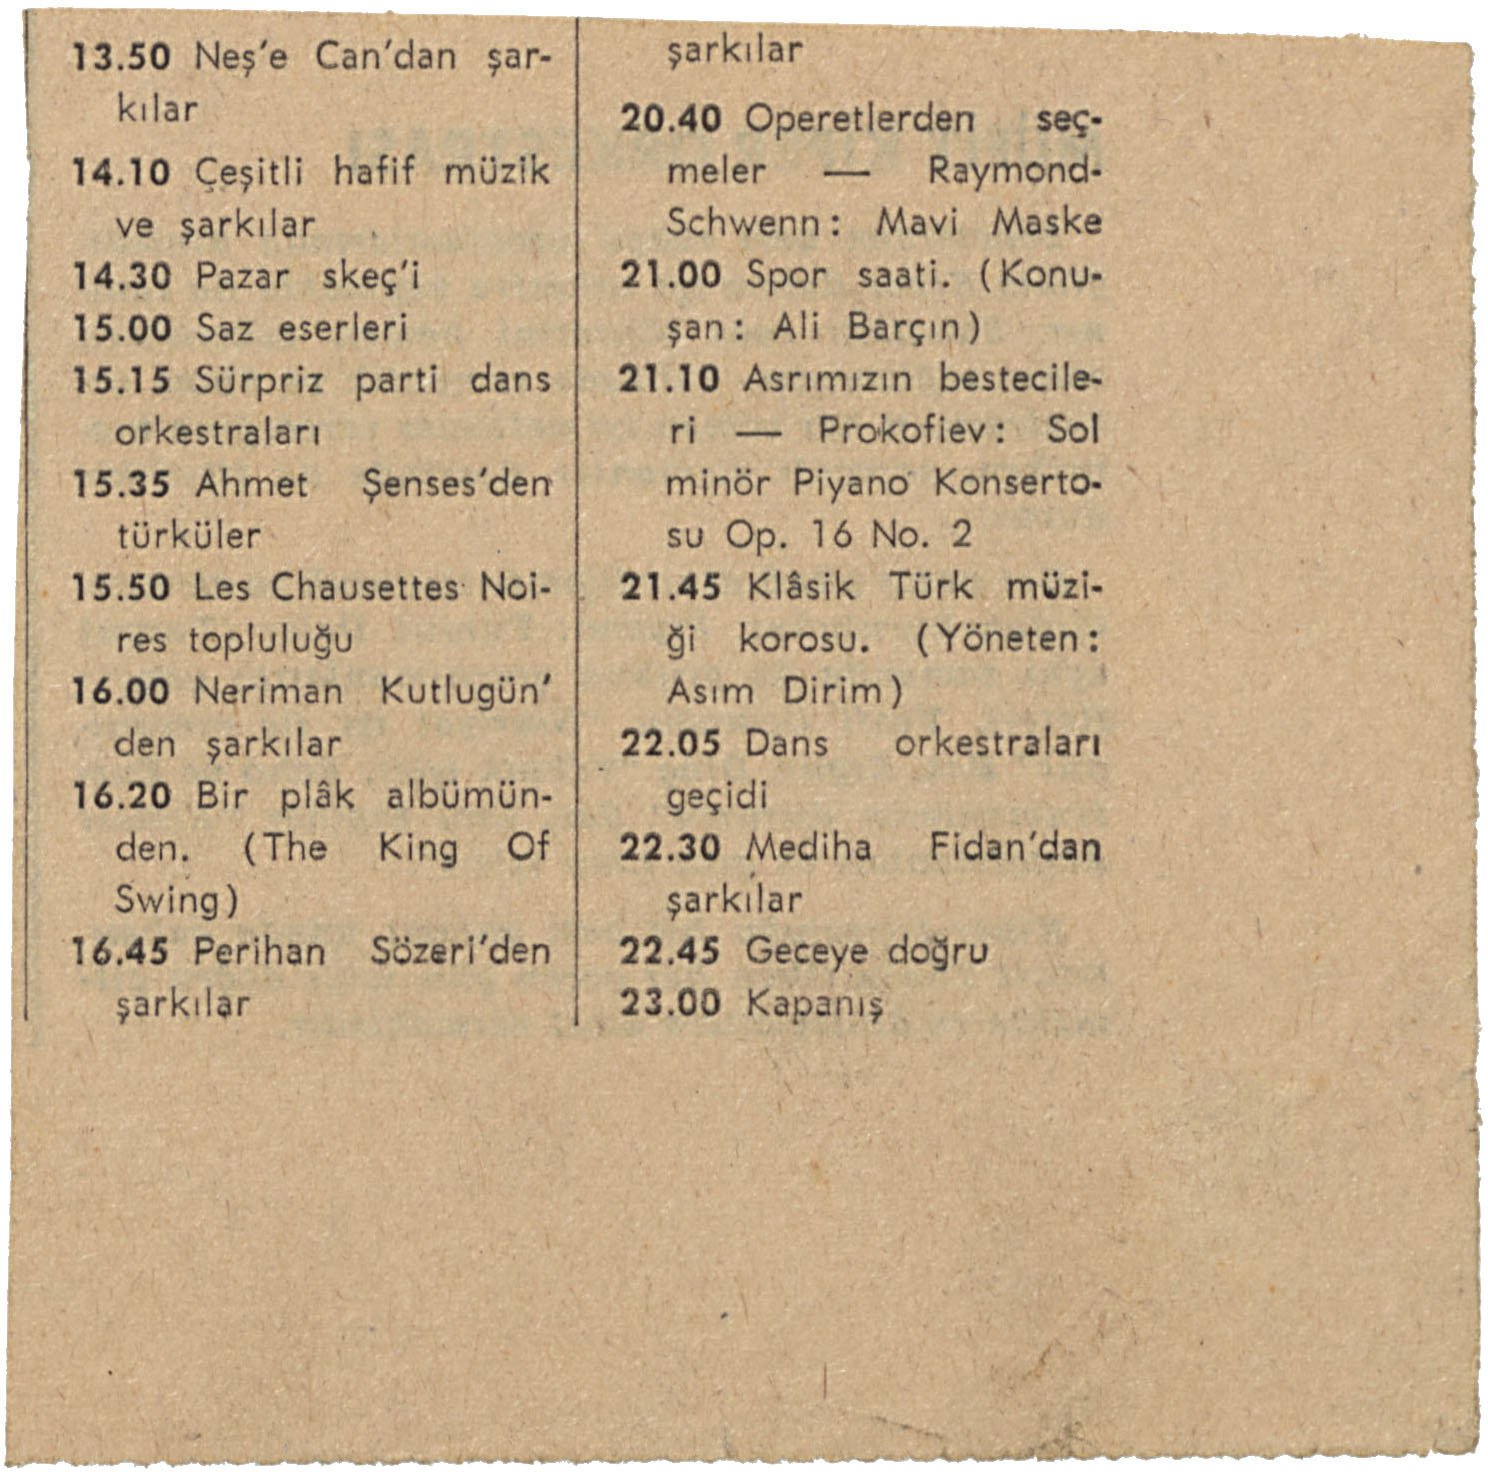 13.50 Neş'e Can'dan şar-
kılar
14.10 Çeşitli hafif müzik
ve şarkılar
14.30 Pazar skeç'i
15.00 Saz eserleri
15.15 Sürpriz parti dans
orkestraları
15.35 Ahmet Şenses'den
türküler
15.50 Les Chausettes Noi-
res topluluğu
16.00 Neriman Kutlugün'
den şarkılar
16.20 Bir plâk albümün-
den. (The King Of
Swing)
16.45 Perihan Sözeri'den
şarkılar
şarkılar
20.40 Operetlerden seç-
meler — Raymond-
Schwenn: Mavi Maske
21.00 Spor saati. (Konu-
şan: Ali Barçın)
21.10 Asrımızın bestecile-
ri — Prokofiev: Sol
minör Piyano Konserto-
su Op. 16 No. 2
21.45 Klâsik Türk müzi-
ği korosu. (Yöneten:
Asım Dirim)
22.05 Dans orkestraları
geçidi
22.30 Mediha Fidan'dan
şarkılar
22.45 Geceye doğru
23.00 Kapanış